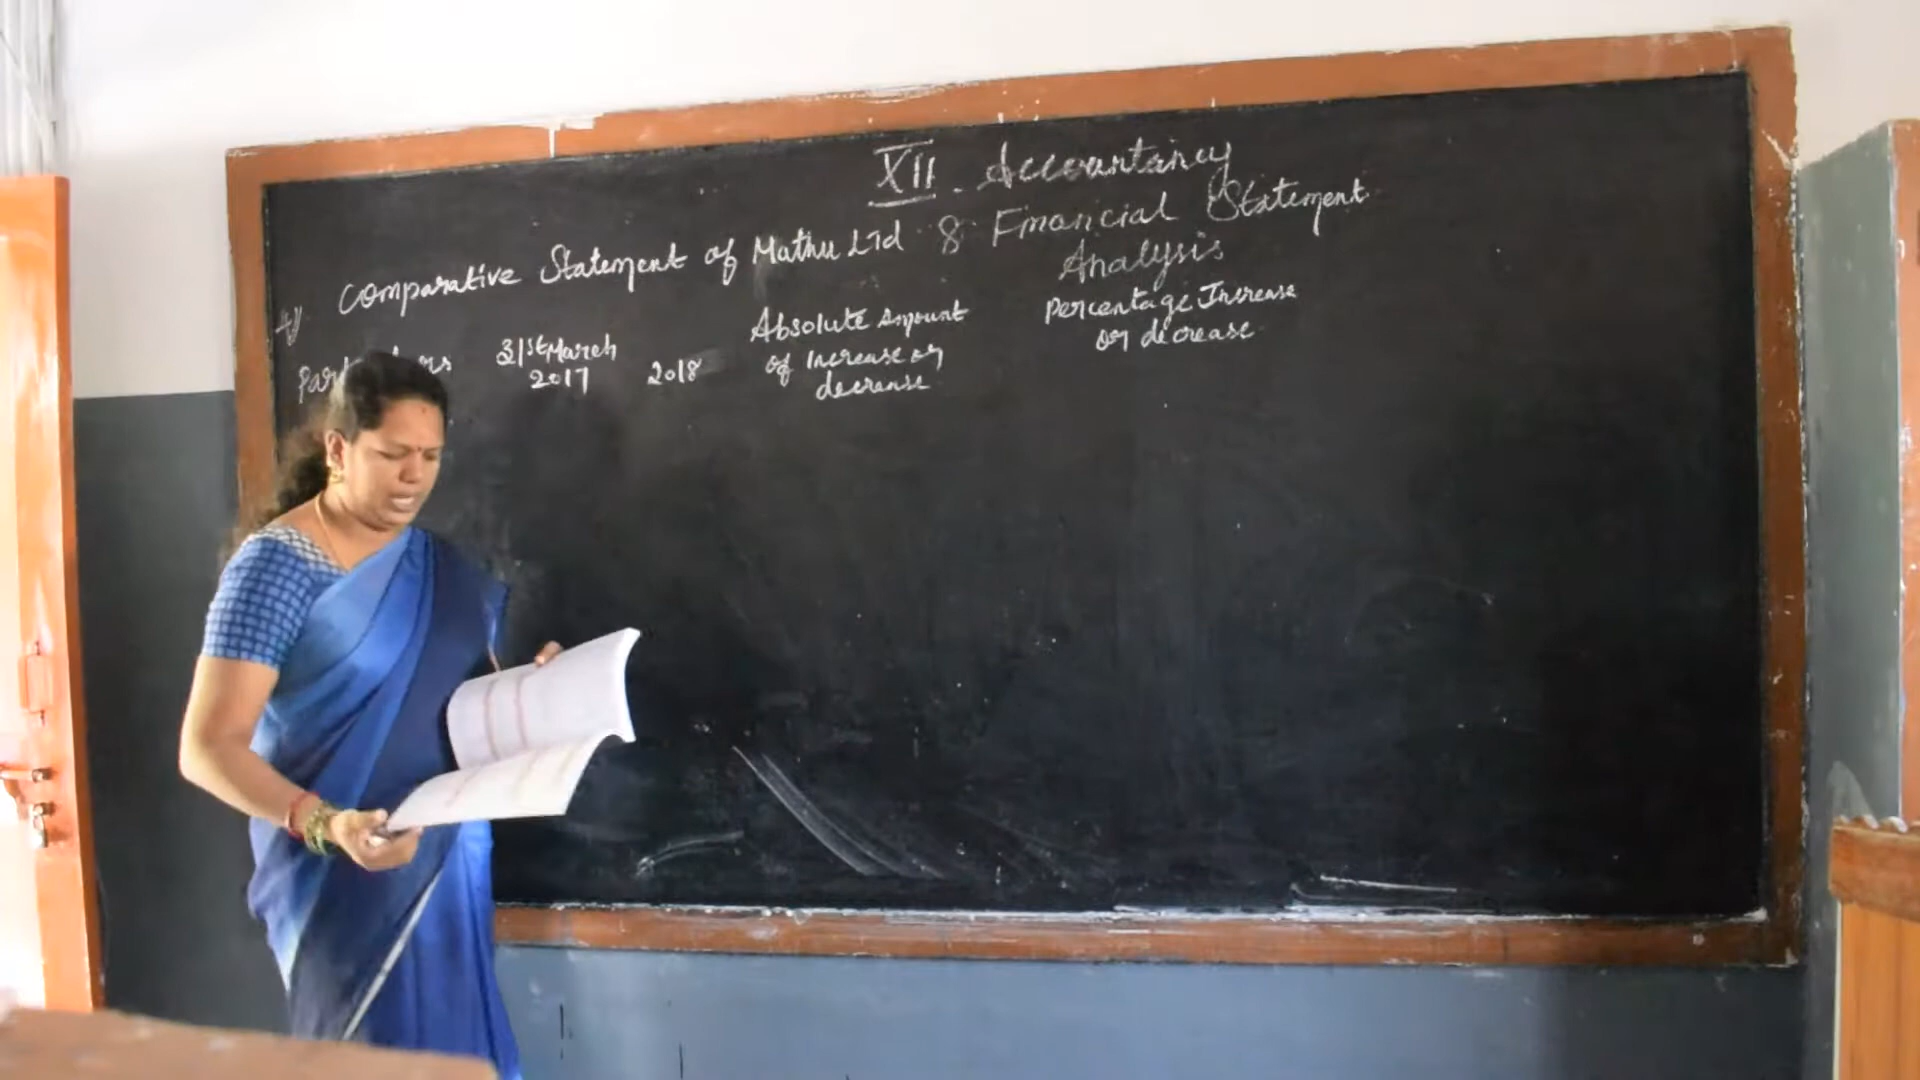 XII. Accountancy
8 Financial Statement
Analysis
4) Comparative Statement of Mathu Ltd
31st March
2017
2018
Absolute Amount
of Increase or
decrease
Percentage Increase
or decrease